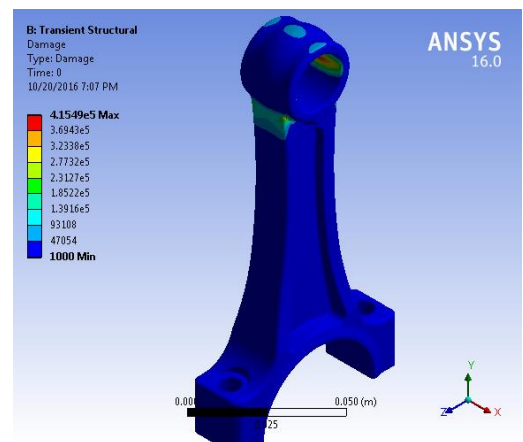 B: Transient Structural
Damage
Type: Damage
Time: 0
10/20/2016 7:07 PM
4.1549e5 Max
3.6943e5
3.2338e5
2.7732e5
2.3127e5
1.8522e5
1.3916e5
93108
47054
1000 Min
ANSYS
16.0
0.050 (m)
Y
Z
X